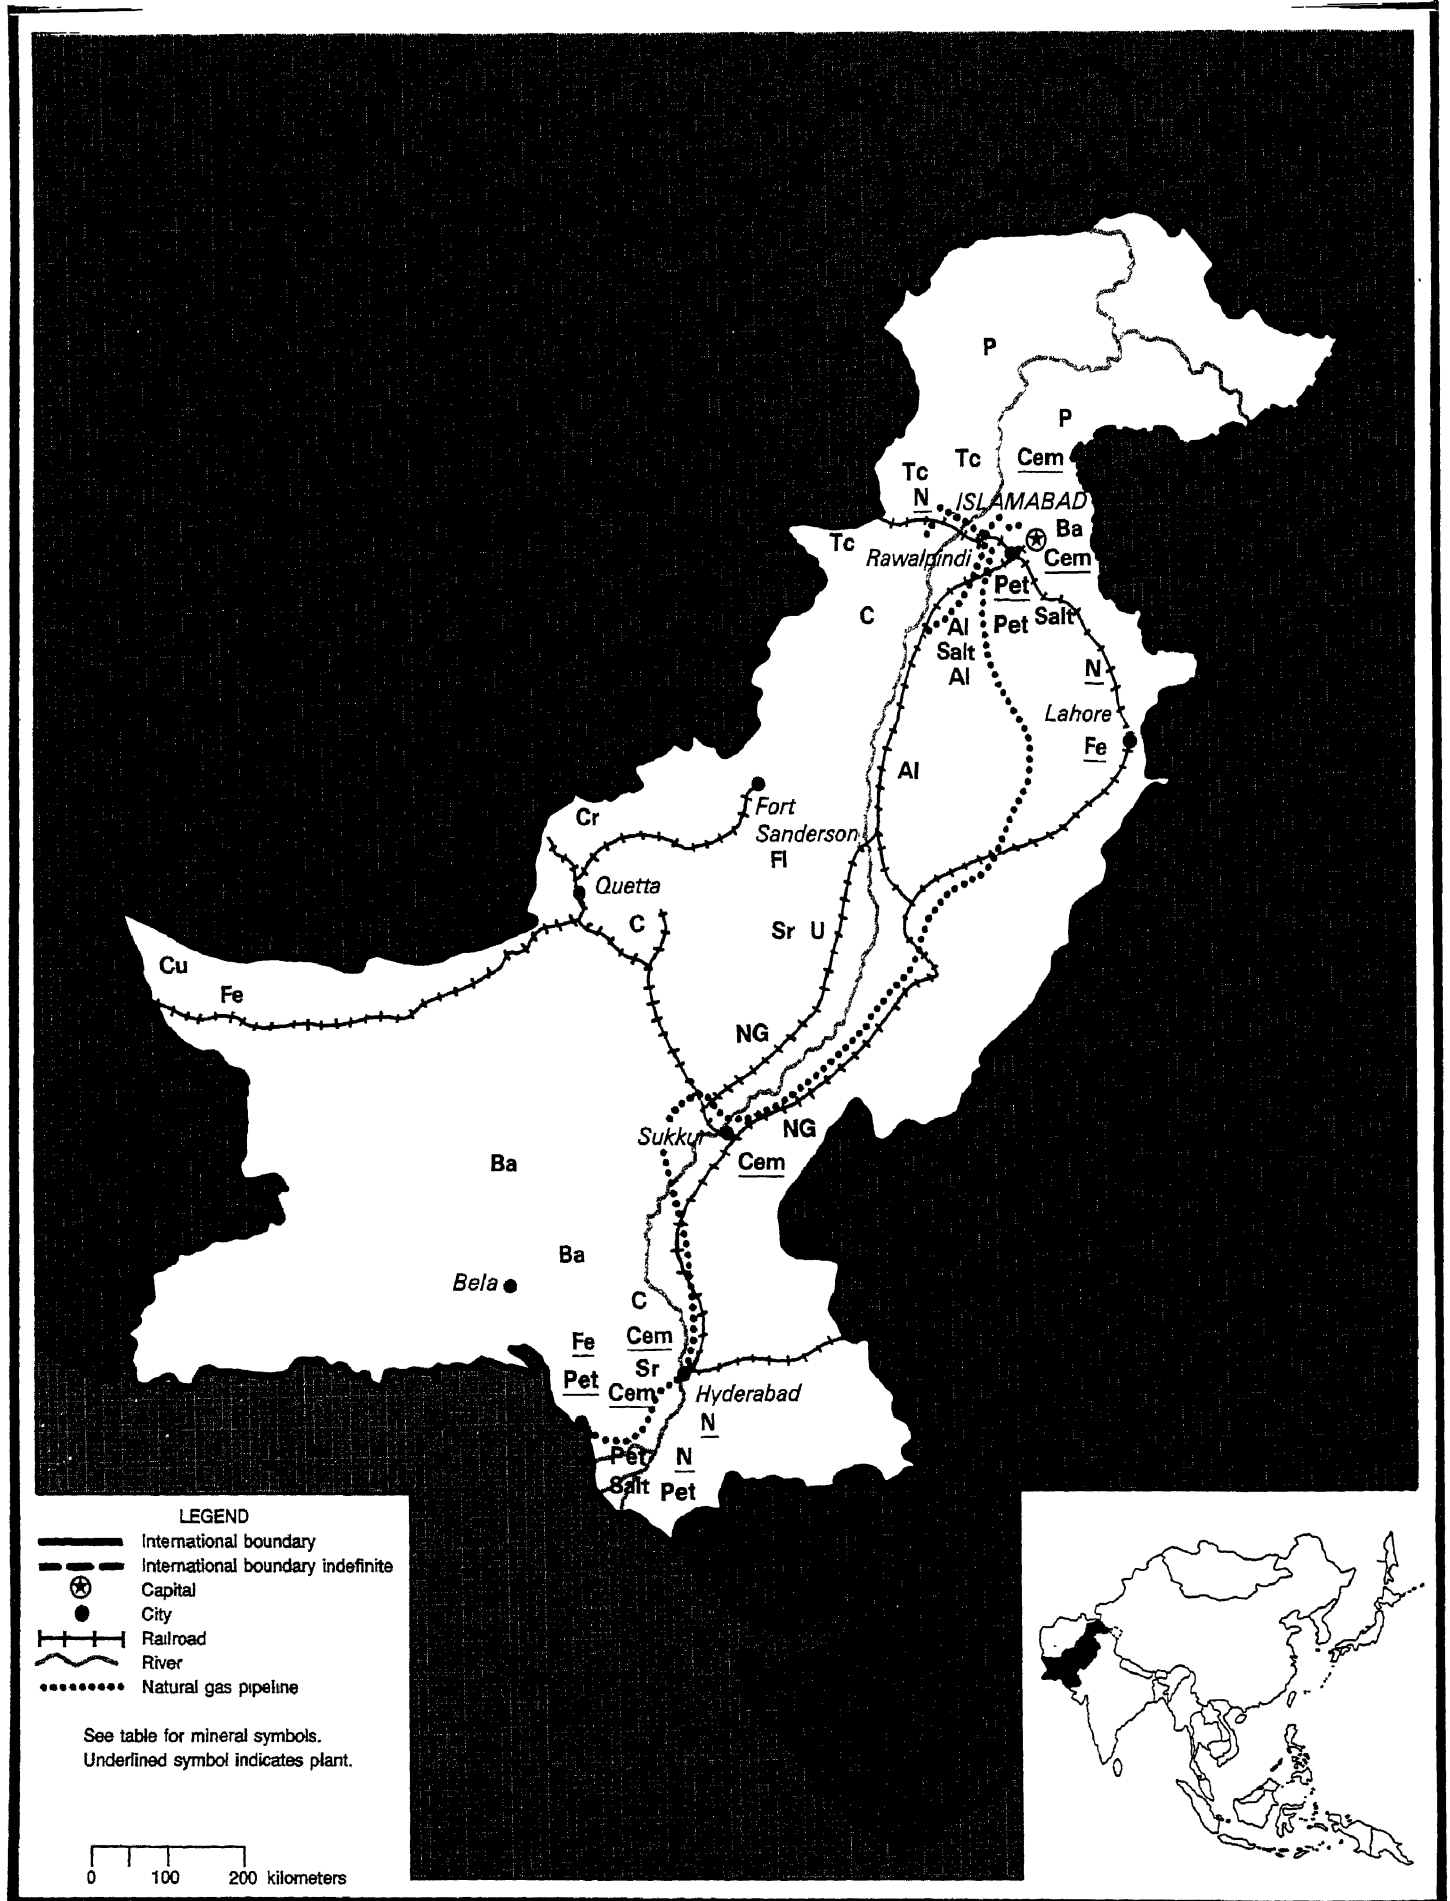 P
P
Tc
Cem
Tc
N
ISLAMABAD
Ba
Tc
Rawalpindi
Cem
Pet
C
Salt
Al
Pet
Salt
N
Al
Lahore
Fe
Al
Fort
Sanderson
Cr
Fl
Quetta
C
Sr U
Cu
Fe
NG
Sukkur
NG
Cem
Ba
Ba
Bela
C
Fe
Cem
Sr
Pet
Cem
Hyderabad
N
Pet
N
Salt
Pet
LEGEND
International boundary
International boundary indefinite
Capital
City
Railroad
River
Natural gas pipeline
See table for mineral symbols.
Underlined symbol indicates plant.
0 100 200 kilometers